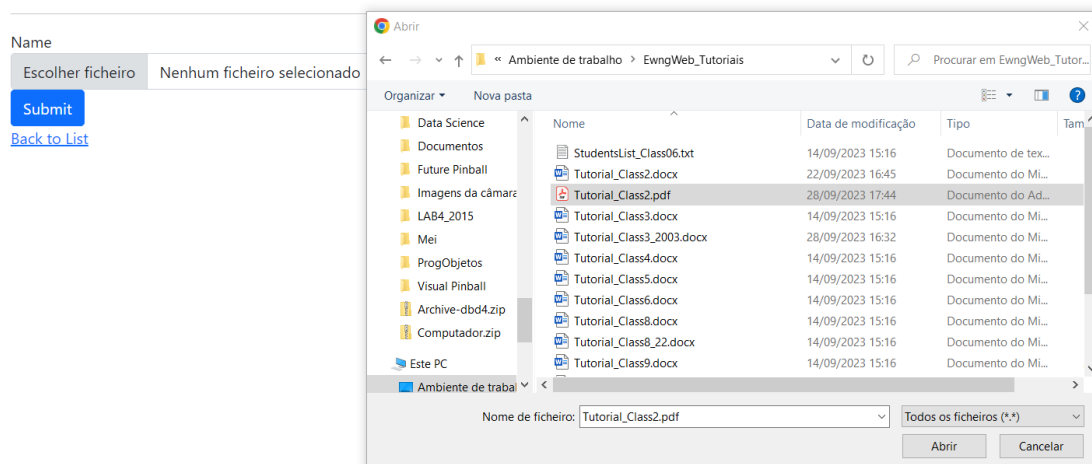 Name
Escolher ficheiro Nenhum ficheiro selecionado
Submit
Back to List
Abrir
« Ambiente de trabalho > EwngWeb_Tutoriais
Procurar em EwngWeb_Tutor...
Organizar Nova pasta
Data Science
Documentos
Future Pinball
Imagens da câmara
LAB4_2015
Mei
ProgObjetos
Visual Pinball
Archive-dbd4.zip
Computador.zip
Este PC
Ambiente de trabal
Nome Data de modificação Tipo Tam
StudentsList_Class06.txt 14/09/2023 15:16 Documento de tex...
Tutorial_Class2.docx 22/09/2023 16:45 Documento do Mi...
Tutorial_Class2.pdf 28/09/2023 17:44 Documento do Ad...
Tutorial_Class3.docx 14/09/2023 15:16 Documento do Mi...
Tutorial_Class3_2003.docx 28/09/2023 16:32 Documento do Mi...
Tutorial_Class4.docx 14/09/2023 15:16 Documento do Mi...
Tutorial_Class5.docx 14/09/2023 15:16 Documento do Mi...
Tutorial_Class6.docx 14/09/2023 15:16 Documento do Mi...
Tutorial_Class8.docx 14/09/2023 15:16 Documento do Mi...
Tutorial_Class8_22.docx 14/09/2023 15:16 Documento do Mi...
Tutorial_Class9.docx 14/09/2023 15:16 Documento do Mi...
Nome de ficheiro: Tutorial_Class2.pdf Todos os ficheiros (*.*)
Abrir Cancelar